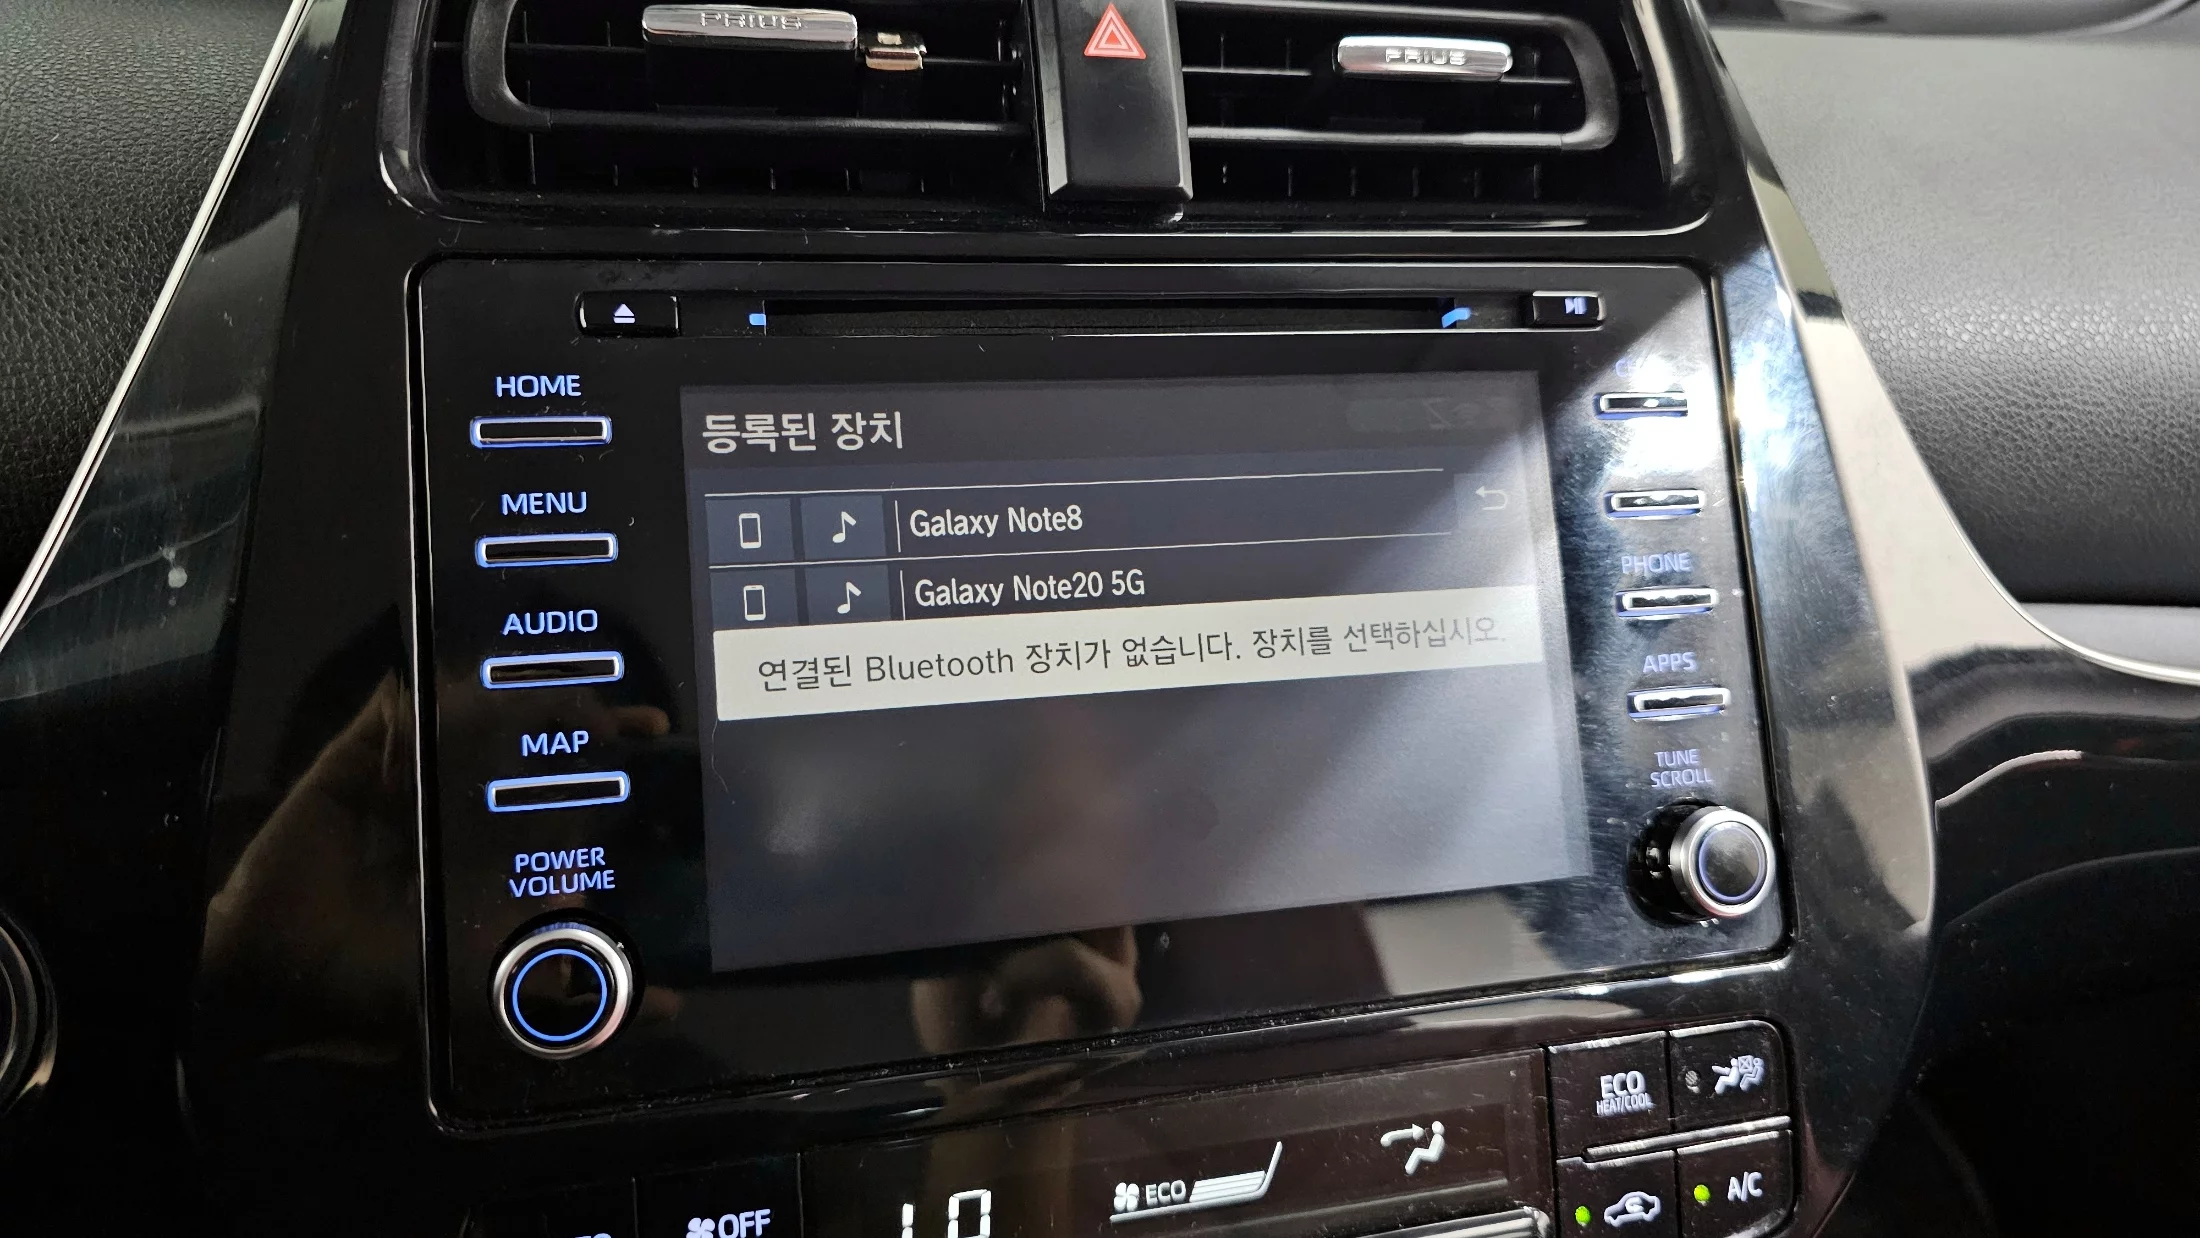 PRIUS
PRIUS
HOME
MENU
AUDIO
MAP
POWER
VOLUME
등록된 장치
Galaxy Note8
Galaxy Note20 5G
연결된 Bluetooth 장치가 없습니다. 장치를 선택하십시오.
PHONE
APPS
TUNE
SCROLL
ECO
HEAT/COOL
ECO
A/C
OFF